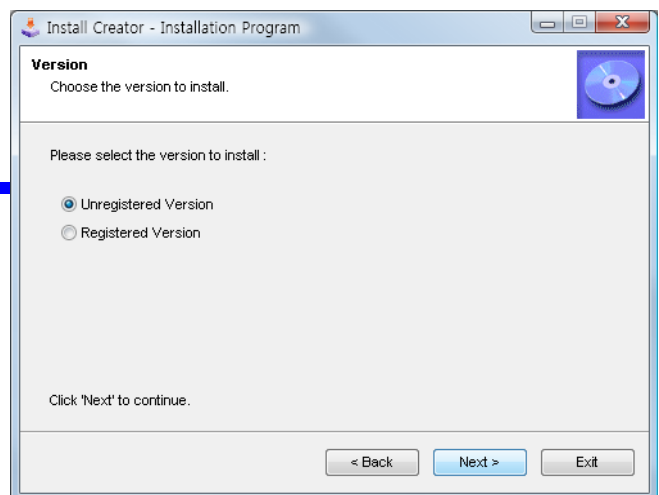 Install Creator - Installation Program
Version
Choose the version to install.
Please select the version to install :
Unregistered Version
Registered Version
Click 'Next' to continue.
< Back Next > Exit